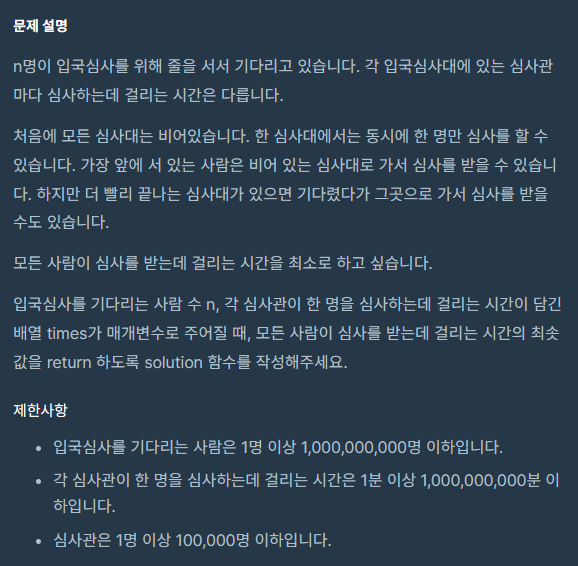 문제 설명
n명이 입국심사를 위해 줄을 서서 기다리고 있습니다. 각 입국심사대에 있는 심사관
마다 심사하는데 걸리는 시간은 다릅니다.
처음에 모든 심사대는 비어있습니다. 한 심사대에서는 동시에 한 명만 심사를 할 수
있습니다. 가장 앞에 서 있는 사람은 비어 있는 심사대로 가서 심사를 받을 수 있습니
다. 하지만 더 빨리 끝나는 심사대가 있으면 기다렸다가 그곳으로 가서 심사를 받을
수도 있습니다.
모든 사람이 심사를 받는데 걸리는 시간을 최소로 하고 싶습니다.
입국심사를 기다리는 사람 수 n, 각 심사관이 한 명을 심사하는데 걸리는 시간이 담긴
배열 times가 매개변수로 주어질 때, 모든 사람이 심사를 받는데 걸리는 시간의 최솟
값을 return 하도록 solution 함수를 작성해주세요.
제한사항
• 입국심사를 기다리는 사람은 1명 이상 1,000,000,000명 이하입니다.
• 각 심사관이 한 명을 심사하는데 걸리는 시간은 1분 이상 1,000,000,000분 이
하입니다.
• 심사관은 1명 이상 100,000명 이하입니다.